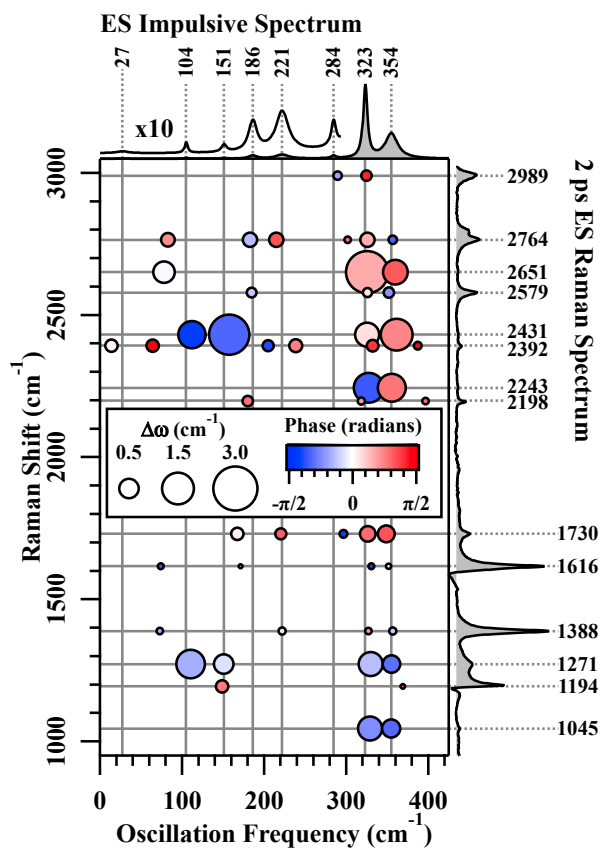 ES Impulsive Spectrum
27 104 151 186 221 284 323 354
x10
3000
2500
2000
1500
1000
Raman Shift (cm-1)
2989
2764
2651
2579
2431
2392
2243
2198
1730
1616
1388
1271
1194
1045
2 ps ES Raman Spectrum
Δω (cm-1)
0.5 1.5 3.0
Phase (radians)
-π/2 0 π/2
0 100 200 300 400
Oscillation Frequency (cm-1)